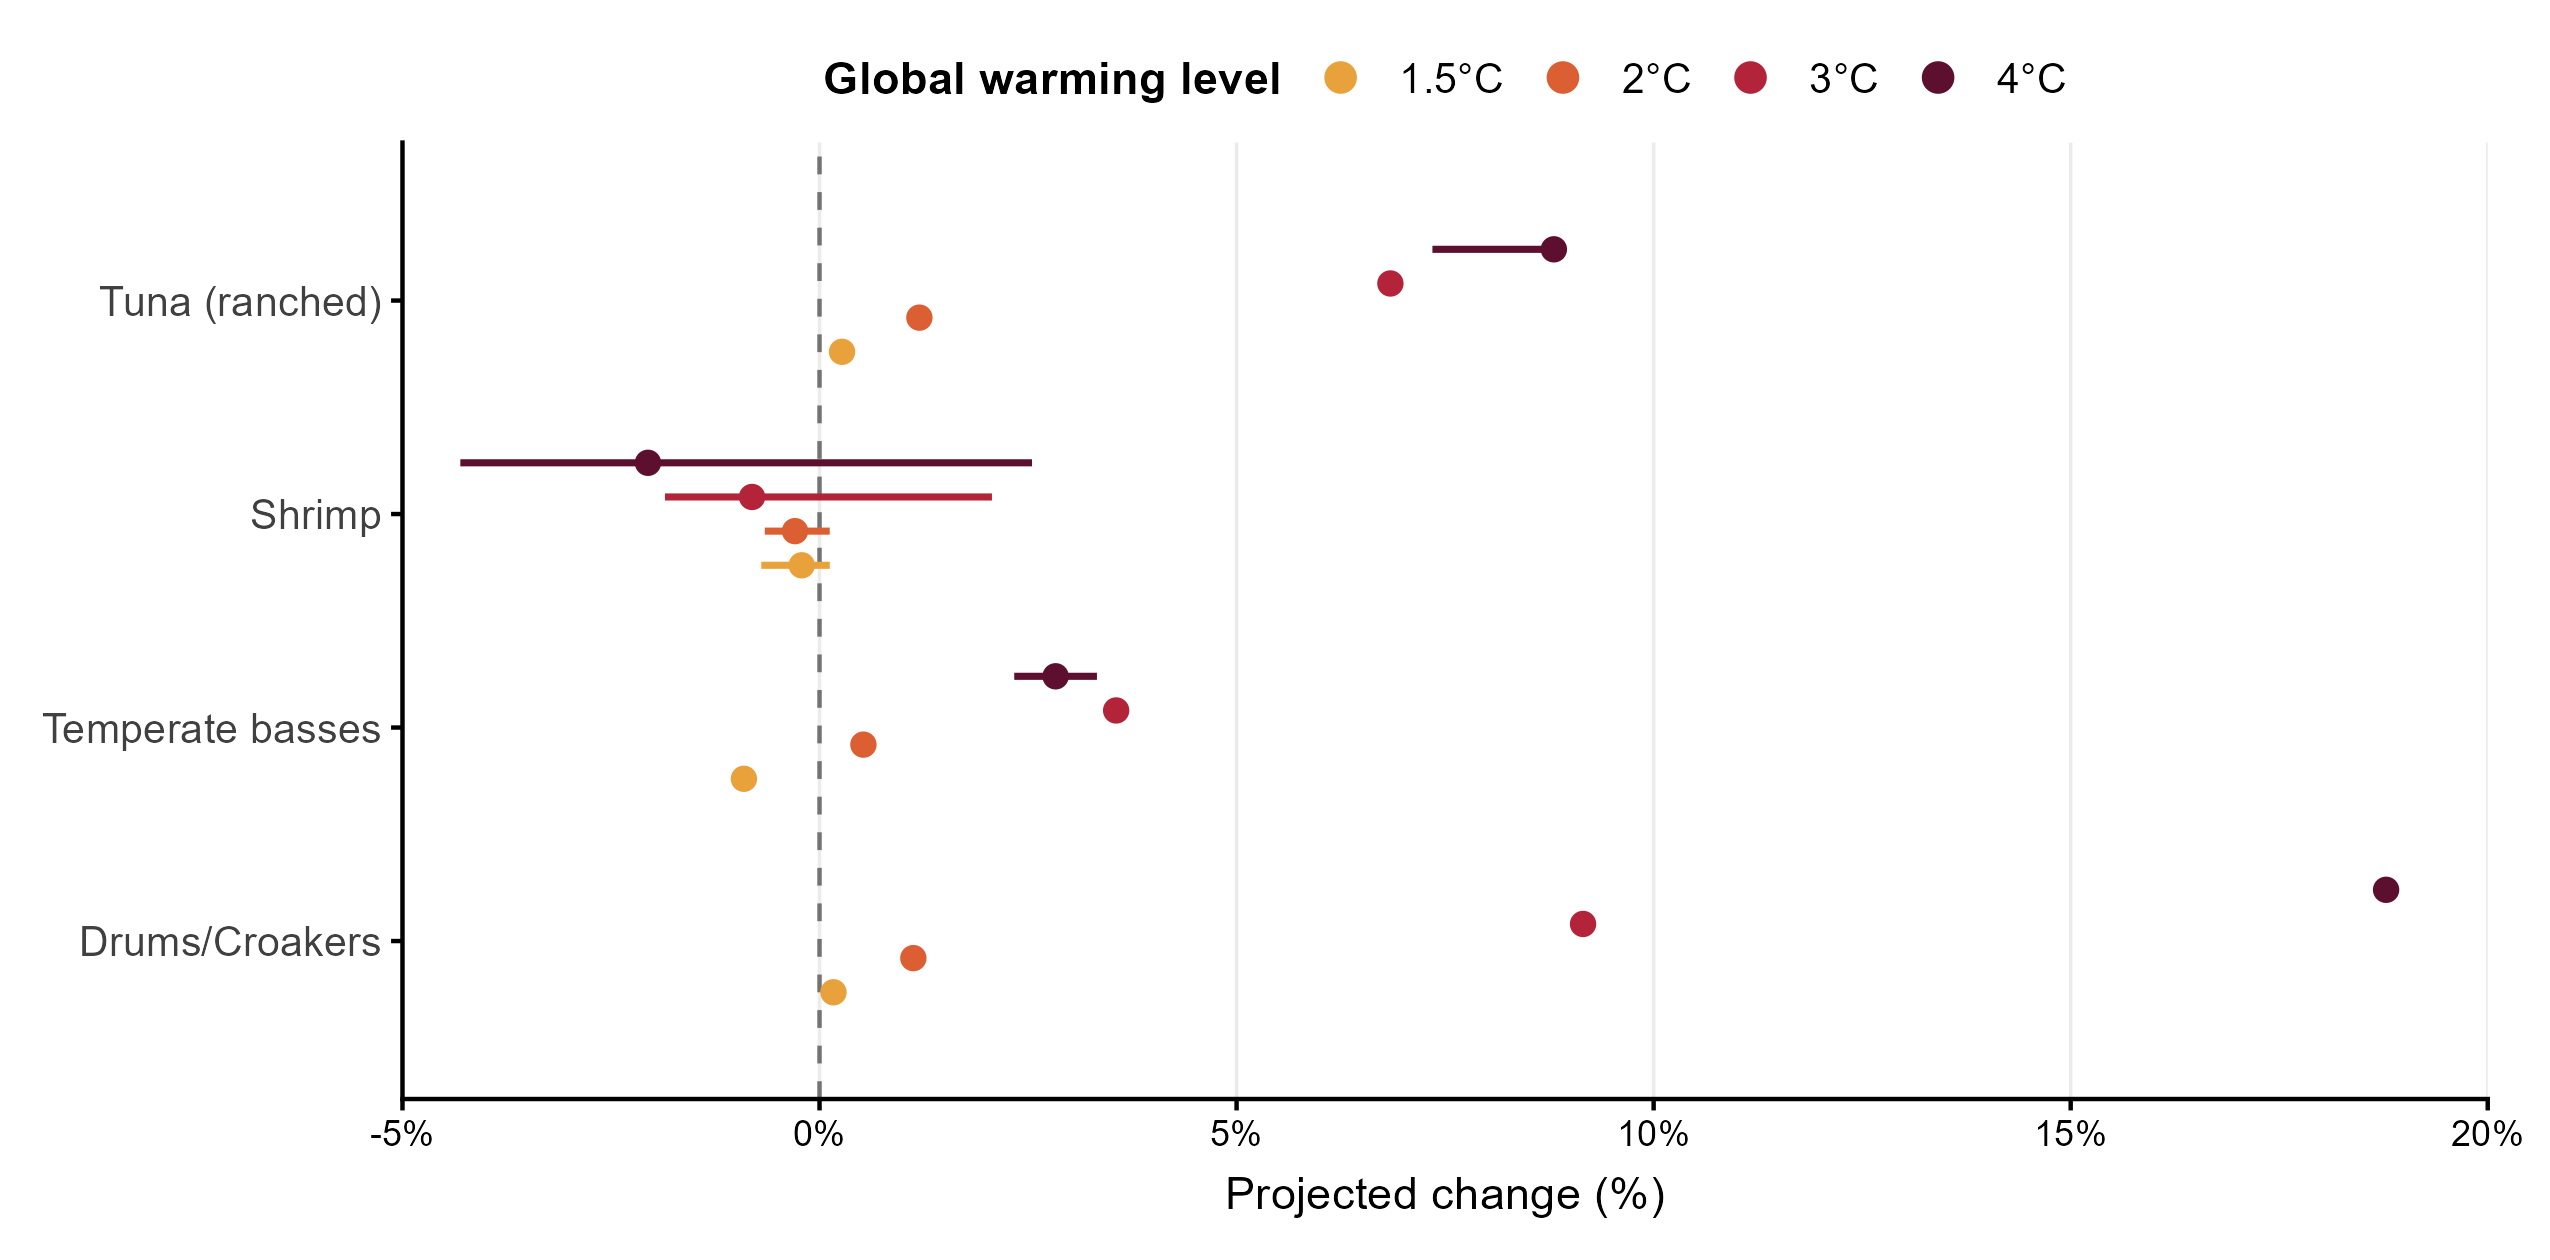 Global warming level 1.5°C 2°C 3°C 4°C
Tuna (ranched)
Shrimp
Temperate basses
Drums/Croakers
-5% 0% 5% 10% 15% 20%
Projected change (%)